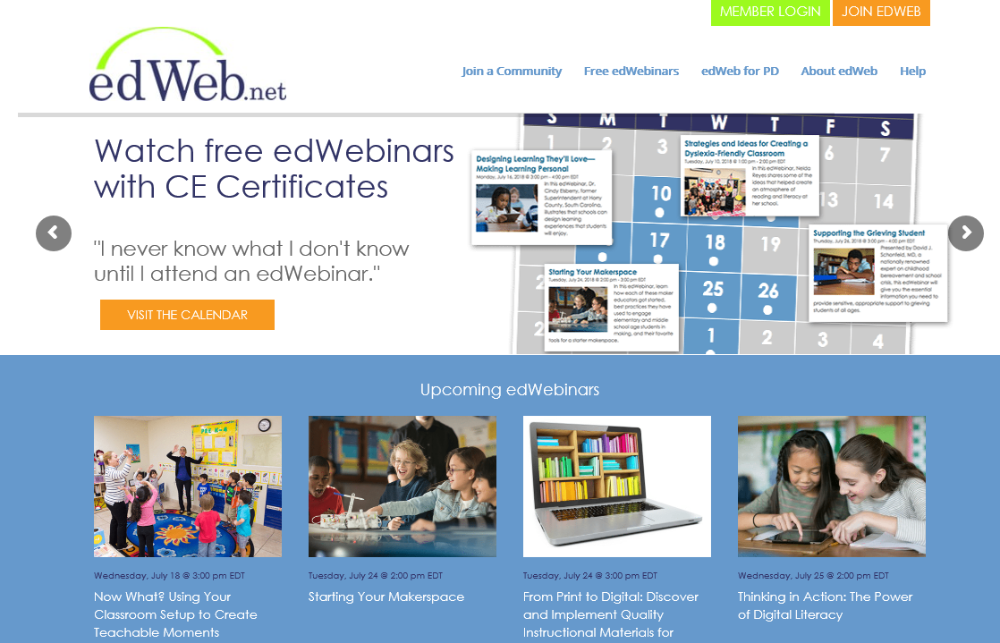 MEMBER LOGIN
JOIN EDWEB
edWeb.net
Join a Community
Free edWebinars
edWeb for PD
About edWeb
Help
Watch free edWebinars
with CE Certificates
"I never know what I don't know
until I attend an edWebinar."
VISIT THE CALENDAR
S M T W T F S
1 2 3 6 7
10 13 14
17 18 19
25 26
2 1 2 3 4
Designing Learning They'll Love—
Making Learning Personal
Monday, July 16, 2018 @ 3:00 pm - 4:00 pm EDT
In this edWebinar, Dr.
Cindy Elsberry, former
Superintendent at Horry
County, South Carolina,
illustrates that schools can
design learning
experiences that students
will enjoy.
Strategies and Ideas for Creating a
Dyslexia-Friendly Classroom
Tuesday, July 10, 2018 @ 1:00 pm - 2:00 pm EDT
In this edWebinar, Nelda
Reyes shares some of the
ideas that helped create
an atmosphere of
reading and literacy at
her school.
Supporting the Grieving Student
Thursday, July 26, 2018 @ 3:00 pm - 4:00 pm EDT
Presented by David J.
Schonfeld, MD, a
nationally renowned
expert on childhood
bereavement and school
crisis, this edWebinar will
give you the essential
information you need to
provide sensitive, appropriate support to grieving
students of all ages.
Starting Your Makerspace
Tuesday, July 24, 2018 @ 2:00 pm - 3:00 pm EDT
In this edWebinar, learn
how each of these maker
educators got started,
best practices they have
used to engage
elementary and middle
school age students in
making, and their favorite
tools for a starter makerspace.
Upcoming edWebinars
PRE K-4
Wednesday, July 18 @ 3:00 pm EDT
Now What? Using Your
Classroom Setup to Create
Teachable Moments
Tuesday, July 24 @ 2:00 pm EDT
Starting Your Makerspace
Tuesday, July 24 @ 3:00 pm EDT
From Print to Digital: Discover
and Implement Quality
Instructional Materials for
Wednesday, July 25 @ 2:00 pm EDT
Thinking in Action: The Power
of Digital Literacy